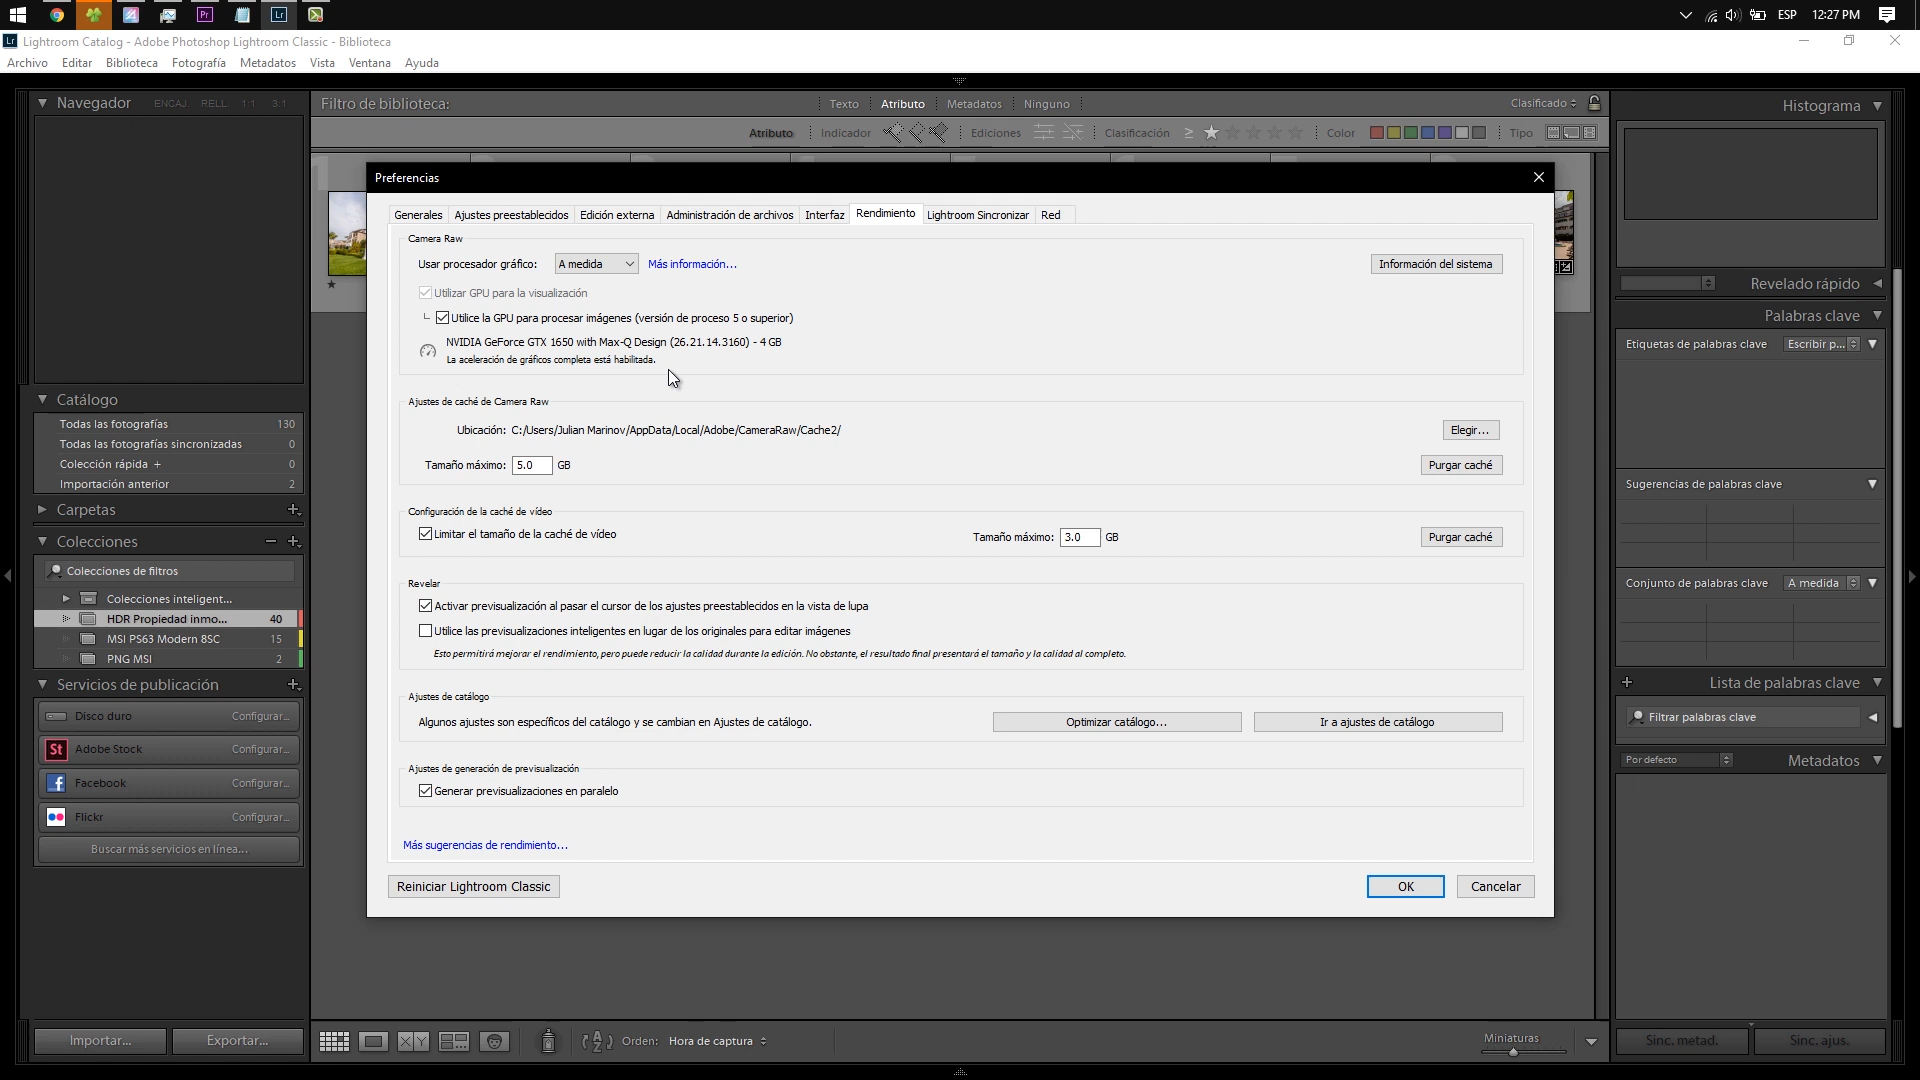 ESP 12:27 PM
Lightroom Catalog - Adobe Photoshop Lightroom Classic - Biblioteca
Archivo Editar Biblioteca Fotografía Metadatos Vista Ventana Ayuda
Navegador ENCAJ RELL 1:1 3:1
Filtro de biblioteca: Texto Atributo Metadatos Ninguno Clasificado
Histograma
Atributo Indicador Ediciones Clasificación ≥ Color Tipo
Preferencias
Generales Ajustes preestablecidos Edición externa Administración de archivos Interfaz Rendimiento Lightroom Sincronizar Red
Camera Raw
Usar procesador gráfico: A medida Más información... Información del sistema
Utilizar GPU para la visualización
Utilice la GPU para procesar imágenes (versión de proceso 5 o superior)
NVIDIA GeForce GTX 1650 with Max-Q Design (26.21.14.3160) - 4 GB
La aceleración de gráficos completa está habilitada.
Ajustes de caché de Camera Raw
Ubicación: C:/Users/Julian Marinov/AppData/Local/Adobe/CameraRaw/Cache2/ Elegir...
Tamaño máximo: 5.0 GB Purgar caché
Configuración de la caché de vídeo
Limitar el tamaño de la caché de vídeo Tamaño máximo: 3.0 GB Purgar caché
Revelar
Activar previsualización al pasar el cursor de los ajustes preestablecidos en la vista de lupa
Utilice las previsualizaciones inteligentes en lugar de los originales para editar imágenes
Esto permitirá mejorar el rendimiento, pero puede reducir la calidad durante la edición. No obstante, el resultado final presentará el tamaño y la calidad al completo.
Ajustes de catálogo
Algunos ajustes son específicos del catálogo y se cambian en Ajustes de catálogo. Optimizar catálogo... Ir a ajustes de catálogo
Ajustes de generación de previsualización
Generar previsualizaciones en paralelo
Más sugerencias de rendimiento...
Reiniciar Lightroom Classic OK Cancelar
Catálogo
Todas las fotografías 130
Todas las fotografías sincronizadas 0
Colección rápida + 0
Importación anterior 2
Carpetas
Colecciones
Colecciones de filtros
Colecciones inteligent...
HDR Propiedad inmo... 40
MSI PS63 Modern 8SC 15
PNG MSI 2
Servicios de publicación
Disco duro Configurar...
St Adobe Stock Configurar...
Facebook Configurar...
Flickr Configurar...
Buscar más servicios en línea...
Importar... Exportar...
Orden: Hora de captura
Miniaturas
Revelado rápido
Palabras clave
Etiquetas de palabras clave Escribir p...
Sugerencias de palabras clave
Conjunto de palabras clave A medida
Lista de palabras clave
Filtrar palabras clave
Por defecto Metadatos
Sinc. metad. Sinc. ajus.